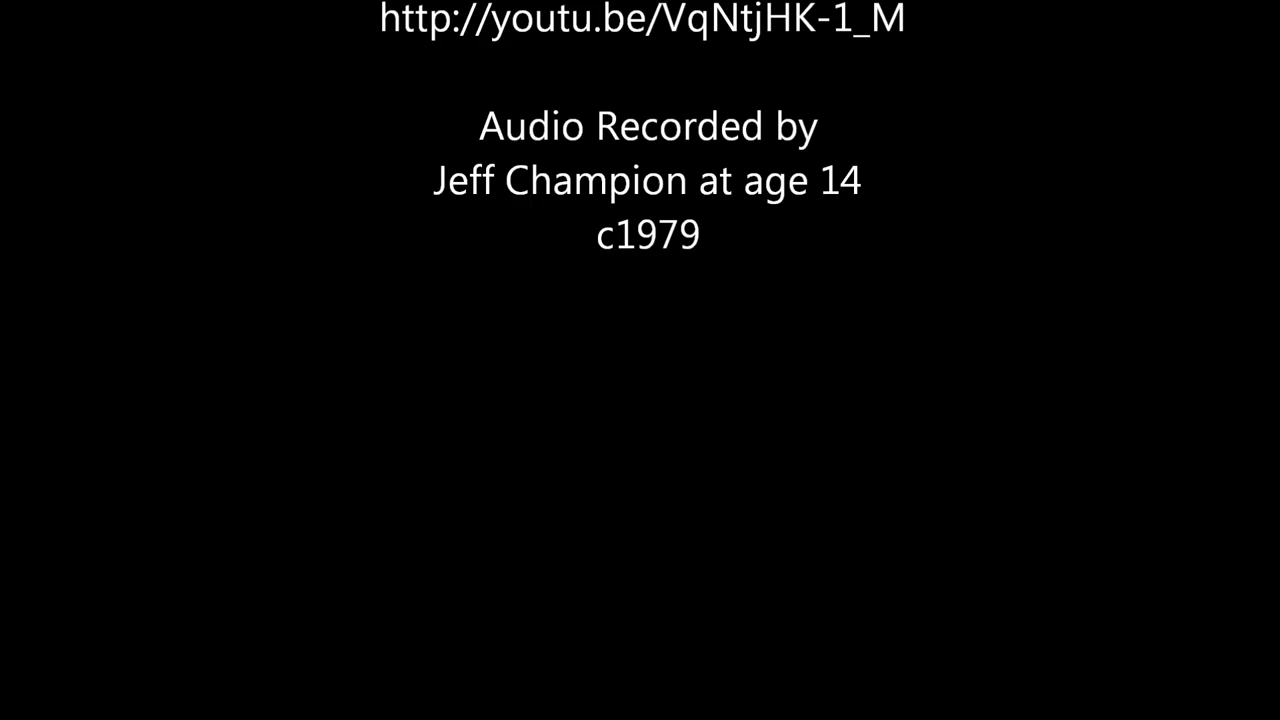 http://youtu.be/VqNtjHK-1_M
Audio Recorded by
Jeff Champion at age 14
c1979